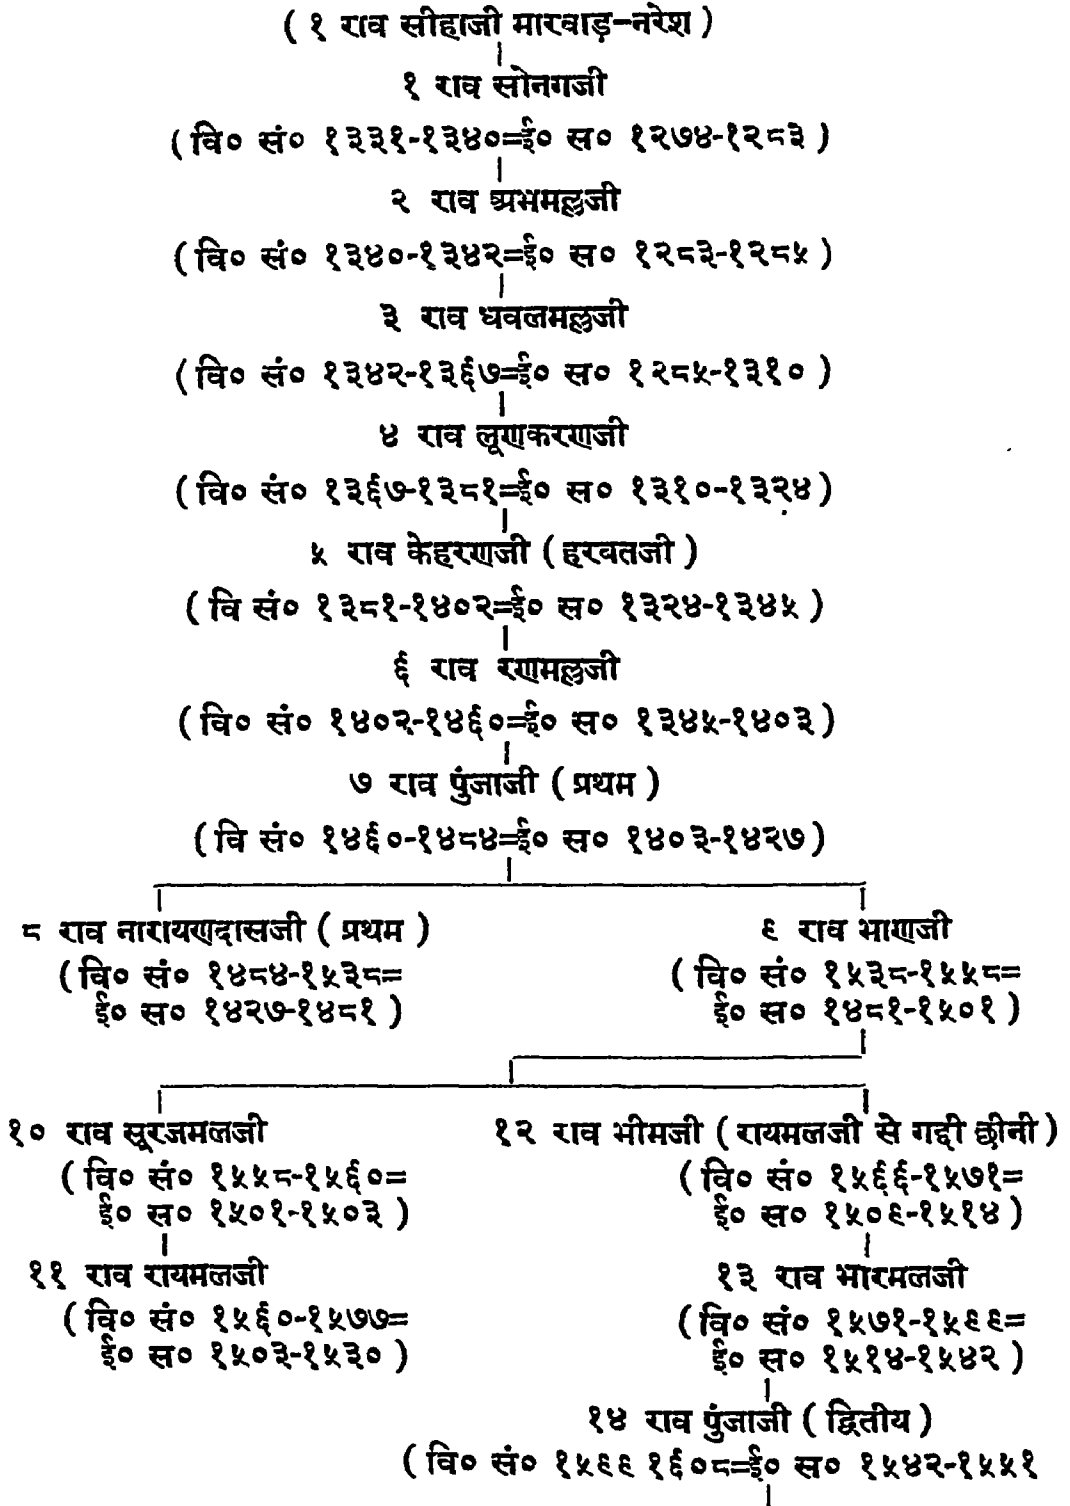 ( १ राव सीहाजी मारवाड़-नरेश )
१ राव सोनगजी
( वि० सं० १३३१-१३४०=ई० स० १२७४-१२८३ )
२ राव अभमल्लजी
( वि० सं० १३४०-१३४२=ई० स० १२८३-१२८५ )
३ राव धवलमल्लजी
( वि० सं० १३४२-१३६७=ई० स० १२८५-१३१० )
४ राव लूणकरणजी
( वि० सं० १३६७-१३८१=ई० स० १३१०-१३२४ )
५ राव केहरणजी ( हरवतजी )
( वि सं० १३८१-१४०२=ई० स० १३२४-१३४५ )
६ राव रणमल्लजी
( वि० सं० १४०२-१४६०=ई० स० १३४५-१४०३ )
७ राव पुंजाजी ( प्रथम )
( वि सं० १४६०-१४८४=ई० स० १४०३-१४२७ )
८ राव नारायणदासजी ( प्रथम )
( वि० सं० १४८४-१५३८=
ई० स० १४२७-१४८१ )
९ राव भाणजी
( वि० सं० १५३८-१५५८=
ई० स० १४८१-१५०१ )
१० राव सूरजमलजी
( वि० सं० १५५८-१५६०=
ई० स० १५०१-१५०३ )
१२ राव भीमजी ( रायमलजी से गद्दी छीनी )
( वि० सं० १५६६-१५७१=
ई० स० १५०९-१५१४ )
११ राव रायमलजी
( वि० सं० १५६०-१५७७=
ई० स० १५०३-१५३० )
१३ राव भारमलजी
( वि० सं० १५७१-१५९९=
ई० स० १५१४-१५४२ )
१४ राव पुंजाजी ( द्वितीय )
( वि० सं० १५९९ १६०८=ई० स० १५४२-१५५१